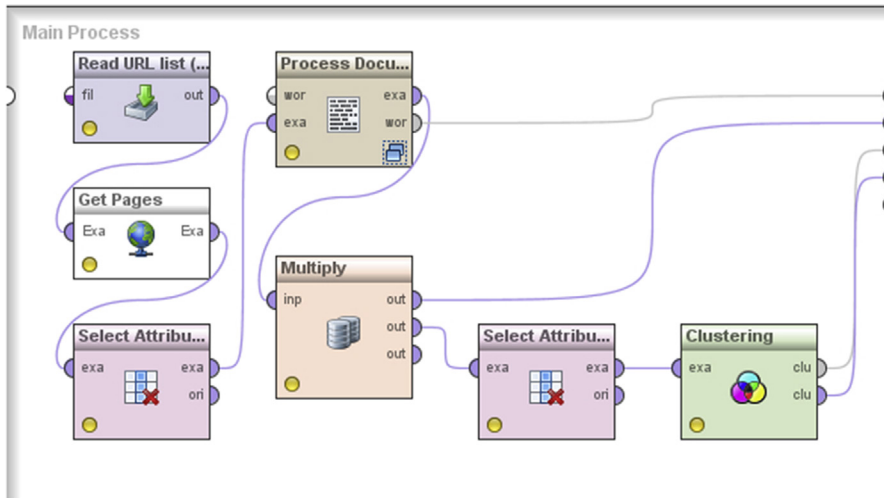 Main Process
Read URL list (...
fil
out
Get Pages
Exa
Exa
Select Attribu...
exa
exa
ori
Process Docu...
wor
exa
exa
wor
Multiply
inp
out
out
out
Select Attribu...
exa
exa
ori
Clustering
exa
clu
clu